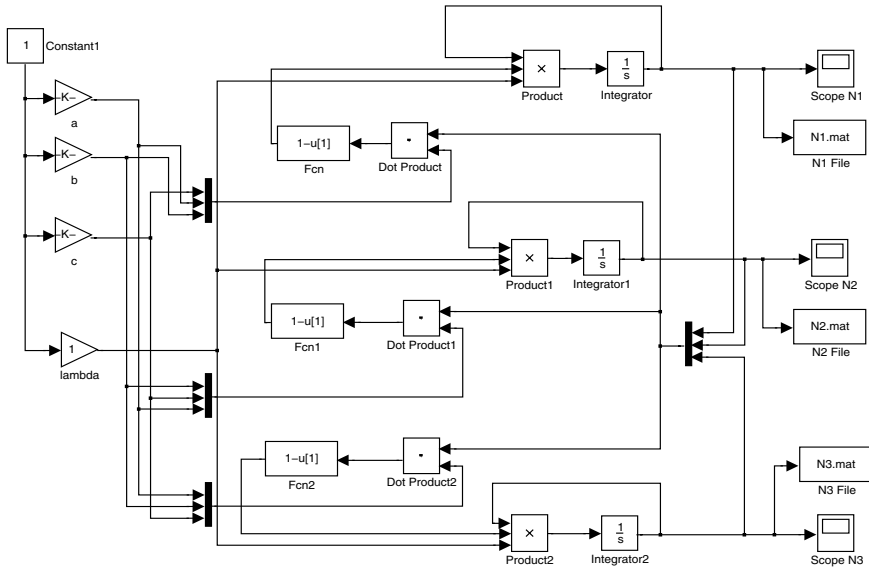 1
Constant1
-K-
a
-K-
b
-K-
c
1
lambda
×
Product
1
s
Integrator
Scope N1
N1.mat
N1 File
1-u[1]
Fcn
Dot Product
×
Product1
1
s
Integrator1
Scope N2
N2.mat
N2 File
1-u[1]
Fcn1
Dot Product1
1-u[1]
Fcn2
Dot Product2
N3.mat
N3 File
×
Product2
1
s
Integrator2
Scope N3